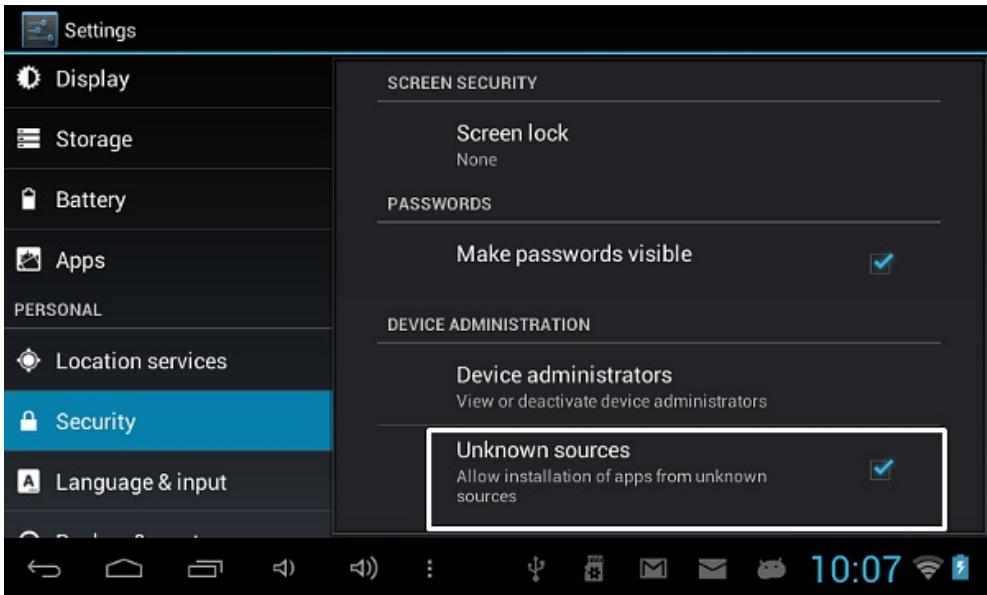 Settings
Display
Storage
Battery
Apps
PERSONAL
Location services
Security
Language & input
SCREEN SECURITY
Screen lock
None
PASSWORDS
Make passwords visible
DEVICE ADMINISTRATION
Device administrators
View or deactivate device administrators
Unknown sources
Allow installation of apps from unknown
sources
10:07